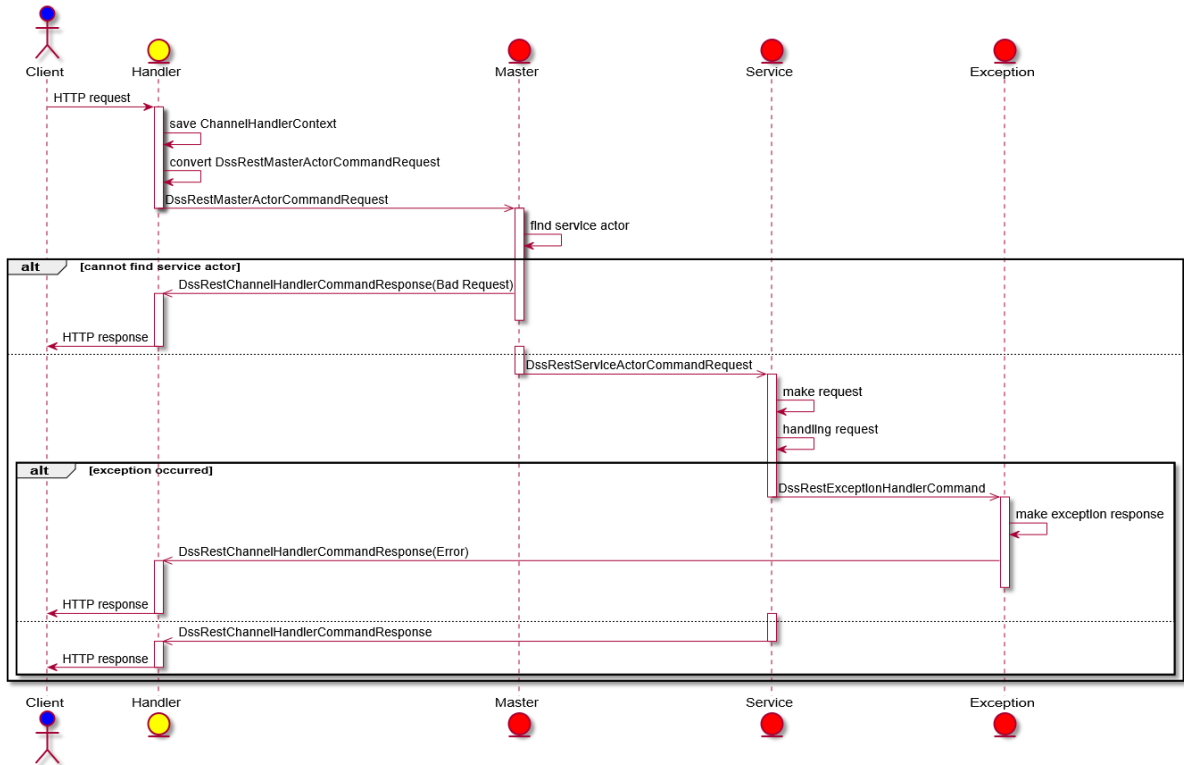 Client Handler Master Service Exception
HTTP request
save ChannelHandlerContext
convert DssRestMasterActorCommandRequest
DssRestMasterActorCommandRequest
find service actor
alt [cannot find service actor]
DssRestChannelHandlerCommandResponse(Bad Request)
HTTP response
DssRestServiceActorCommandRequest
make request
handling request
alt [exception occurred]
DssRestExceptionHandlerCommand
make exception response
DssRestChannelHandlerCommandResponse(Error)
HTTP response
DssRestChannelHandlerCommandResponse
HTTP response
Client Handler Master Service Exception